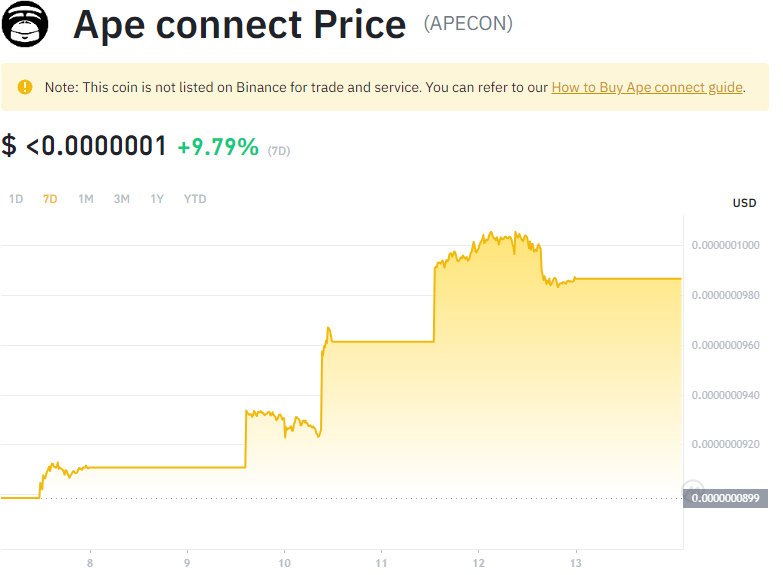 Ape connect Price (APECON)
Note: This coin is not listed on Binance for trade and service. You can refer to our How to Buy Ape connect guide.
$ <0.0000001 +9.79% (7D)
1D 7D 1M 3M 1Y YTD
USD
0.0000001000
0.0000000980
0.0000000960
0.0000000940
0.0000000920
0.0000000899
8 9 10 11 12 13